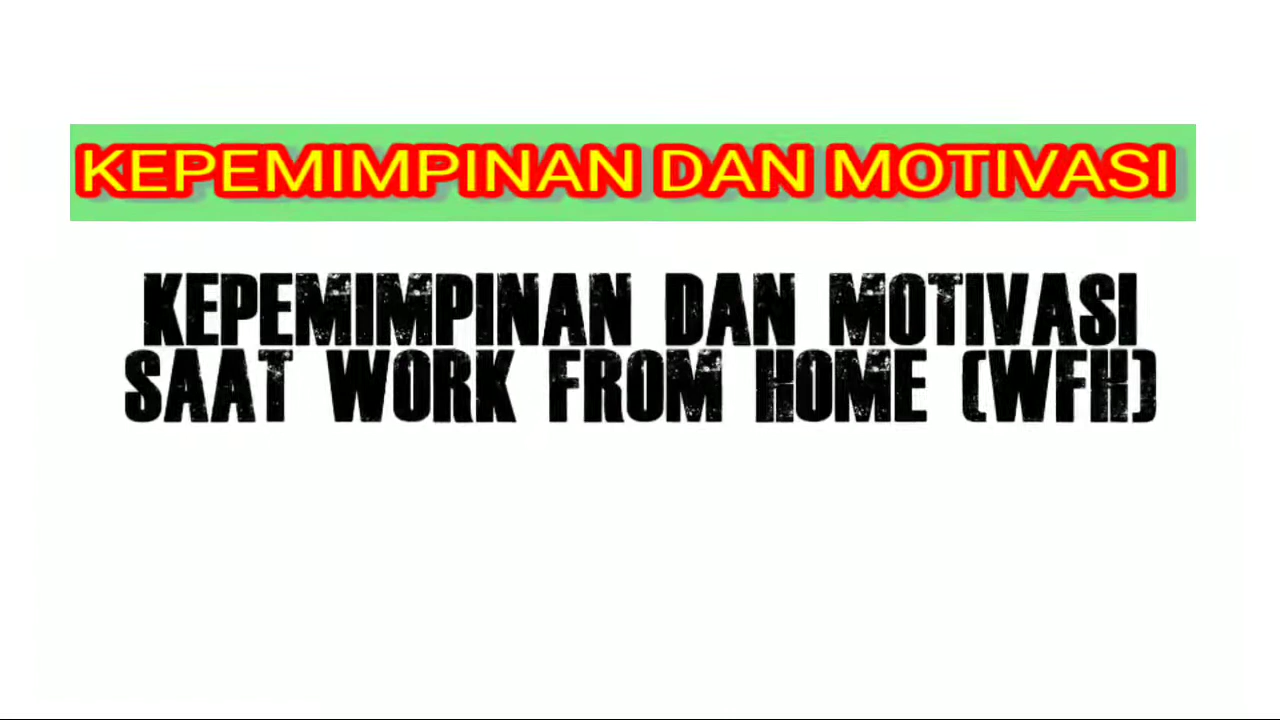 KEPEMIMPINAN DAN MOTIVASI
KEPEMIMPINAN DAN MOTIVASI
SAAT WORK FROM HOME (WFH)